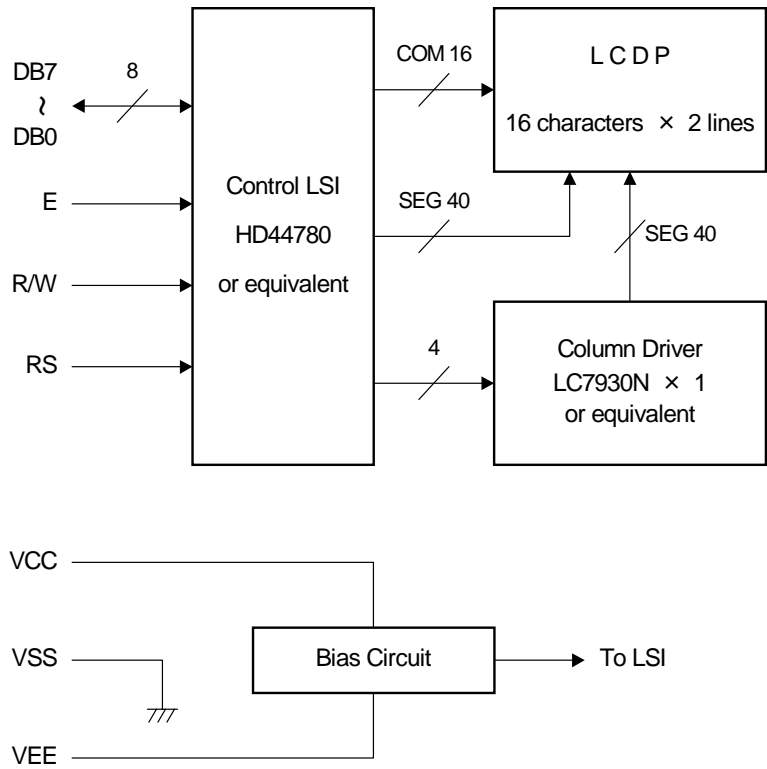 DB7
~
DB0
8
E
R/W
RS
Control LSI
HD44780
or equivalent
COM 16
SEG 40
4
L C D P
16 characters × 2 lines
SEG 40
Column Driver
LC7930N × 1
or equivalent
VCC
VSS
VEE
Bias Circuit
To LSI